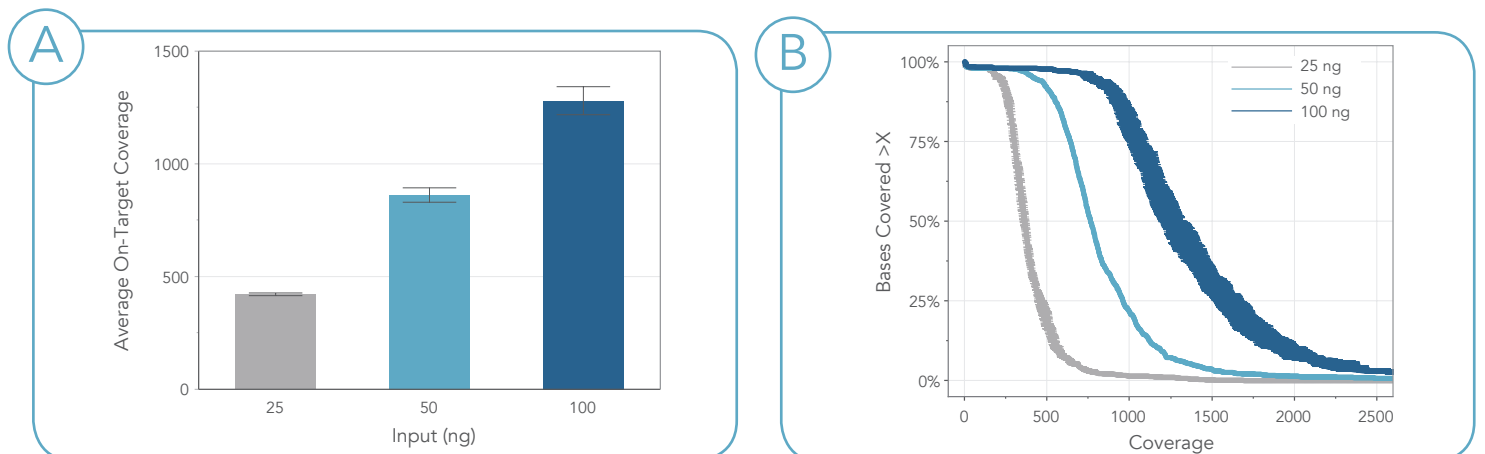 A
1500
1000
500
0
Average On-Target Coverage
25
50
100
Input (ng)
B
100%
75%
50%
25%
0%
Bases Covered >X
25 ng
50 ng
100 ng
0
500
1000
1500
2000
2500
Coverage